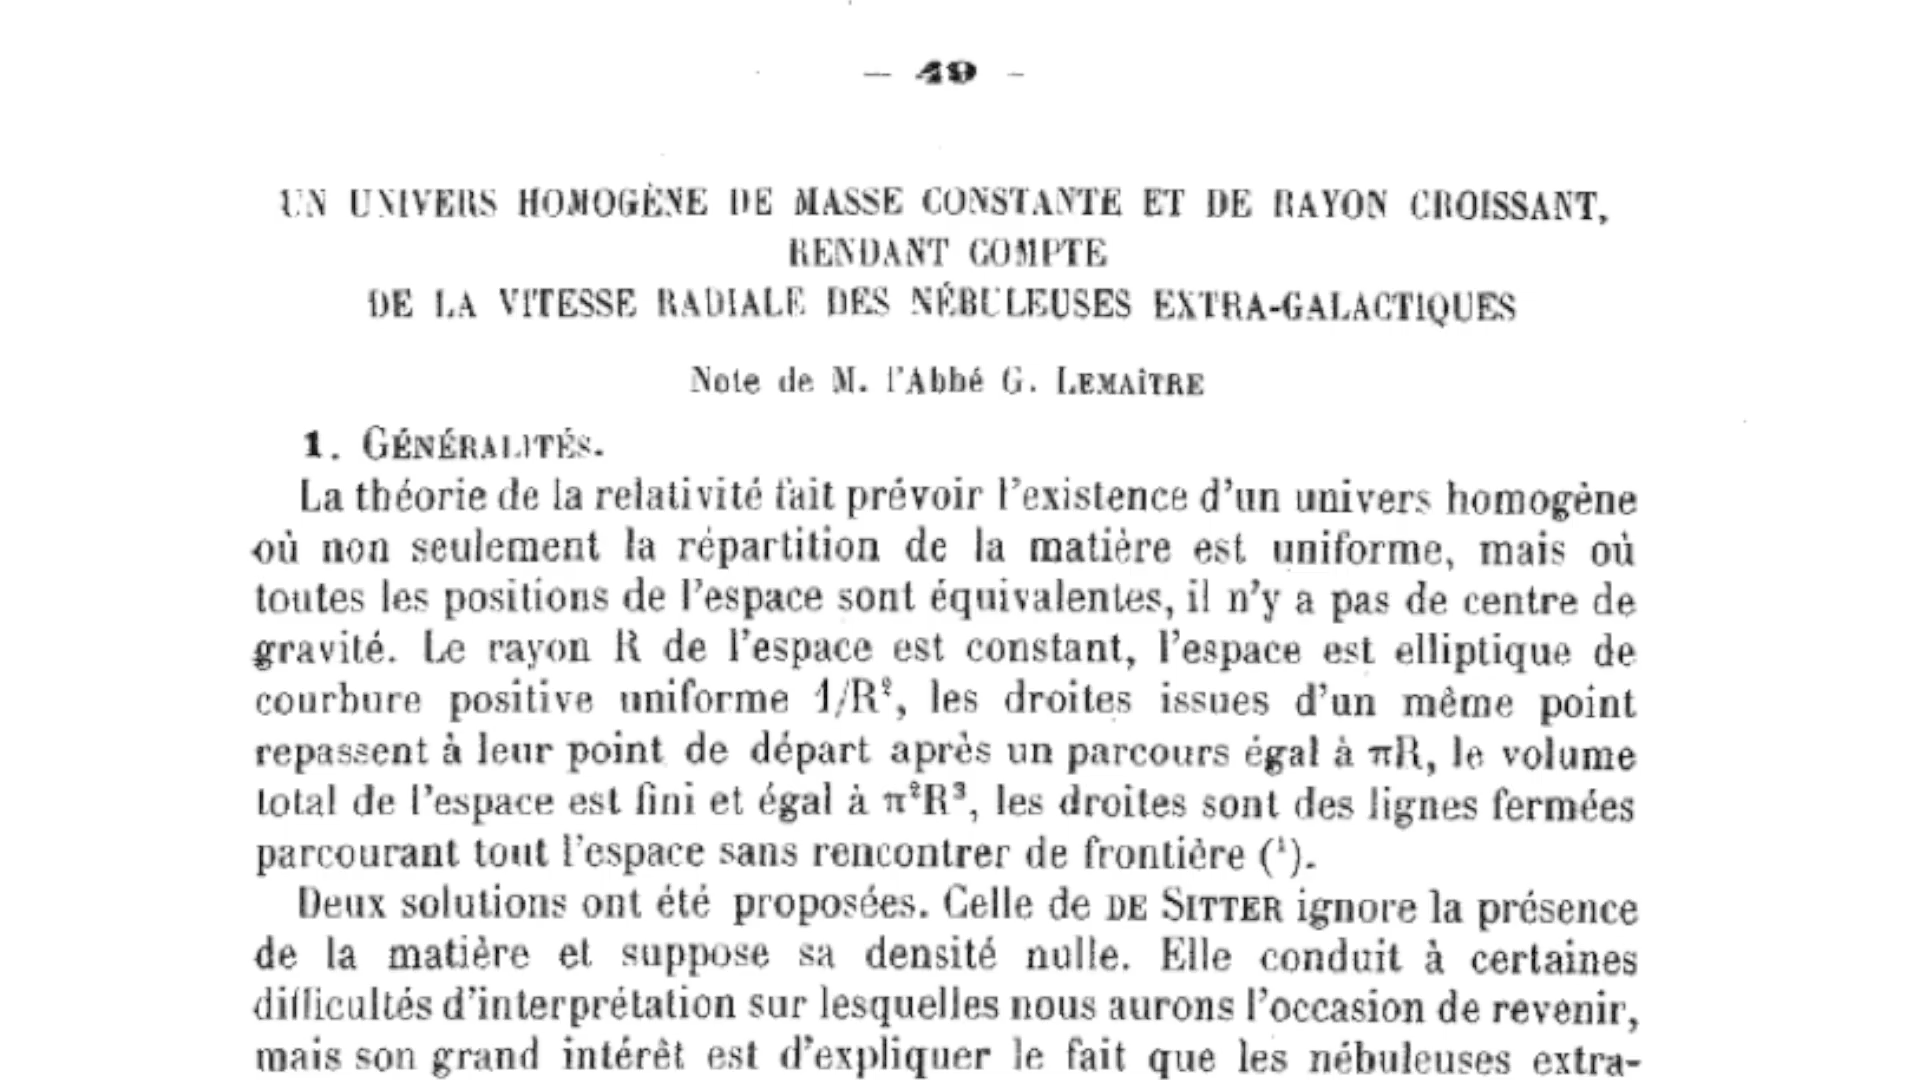 — 49 -
UN UNIVERS HOMOGÈNE DE MASSE CONSTANTE ET DE RAYON CROISSANT,
RENDANT COMPTE
DE LA VITESSE RADIALE DES NÉBULEUSES EXTRA-GALACTIQUES
Note de M. l'Abbé G. LEMAÎTRE
1. GÉNÉRALITÉS.
La théorie de la relativité fait prévoir l'existence d'un univers homogène
où non seulement la répartition de la matière est uniforme, mais où
toutes les positions de l'espace sont équivalentes, il n'y a pas de centre de
gravité. Le rayon R de l'espace est constant, l'espace est elliptique de
courbure positive uniforme 1/R², les droites issues d'un même point
repassent à leur point de départ après un parcours égal à πR, le volume
total de l'espace est fini et égal à π²R³, les droites sont des lignes fermées
parcourant tout l'espace sans rencontrer de frontière (¹).
Deux solutions ont été proposées. Celle de DE SITTER ignore la présence
de la matière et suppose sa densité nulle. Elle conduit à certaines
difficultés d'interprétation sur lesquelles nous aurons l'occasion de revenir,
mais son grand intérêt est d'expliquer le fait que les nébuleuses extra-